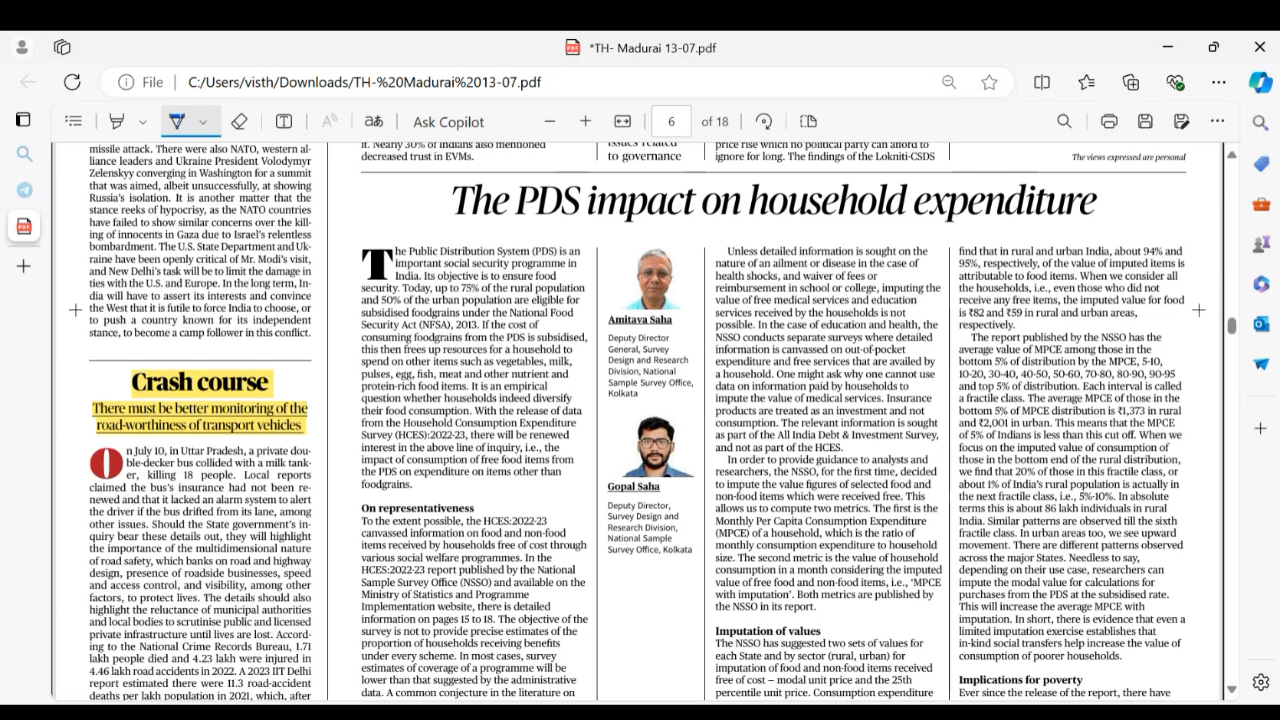 *TH- Madurai 13-07.pdf
File
C:/Users/visth/Downloads/TH-%20Madurai%2013-07.pdf
Ask Copilot
6
of 18
missile attack. There were also NATO, western al-
liance leaders and Ukraine President Volodymyr
Zelenskyy converging in Washington for a summit
that was aimed, albeit unsuccessfully, at showing
Russia's isolation. It is another matter that the
stance reeks of hypocrisy, as the NATO countries
have failed to show similar concerns over the kill-
ing of innocents in Gaza due to Israel's relentless
bombardment. The U.S. State Department and Uk-
raine have been openly critical of Mr. Modi's visit,
and New Delhi's task will be to limit the damage in
ties with the U.S. and Europe. In the long term, In-
dia will have to assert its interests and convince
the West that it is futile to force India to choose, or
to push a country known for its independent
stance, to become a camp follower in this conflict.
Crash course
There must be better monitoring of the
road-worthiness of transport vehicles
On July 10, in Uttar Pradesh, a private dou-
ble-decker bus collided with a milk tank-
er, killing 18 people. Local reports
claimed the bus's insurance had not been re-
newed and that it lacked an alarm system to alert
the driver if the bus drifted from its lane, among
other issues. Should the State government's in-
quiry bear these details out, they will highlight
the importance of the multidimensional nature
of road safety, which banks on road and highway
design, presence of roadside businesses, speed
and access control, and visibility, among other
factors, to protect lives. The details should also
highlight the reluctance of municipal authorities
and local bodies to scrutinise public and licensed
private infrastructure until lives are lost. Accord-
ing to the National Crime Records Bureau, 1.71
lakh people died and 4.23 lakh were injured in
4.46 lakh road accidents in 2022. A 2023 IIT Delhi
report estimated there were 11.3 road-accident
deaths per lakh population in 2021, which, after
it. Nearly 30% of Indians also mentioned
decreased trust in EVMs.
issues related
to governance
price rise which no political party can afford to
ignore for long. The findings of the Lokniti-CSDS
The views expressed are personal
The PDS impact on household expenditure
The Public Distribution System (PDS) is an
important social security programme in
India. Its objective is to ensure food
security. Today, up to 75% of the rural population
and 50% of the urban population are eligible for
subsidised foodgrains under the National Food
Security Act (NFSA), 2013. If the cost of
consuming foodgrains from the PDS is subsidised,
this then frees up resources for a household to
spend on other items such as vegetables, milk,
pulses, egg, fish, meat and other nutrient and
protein-rich food items. It is an empirical
question whether households indeed diversify
their food consumption. With the release of data
from the Household Consumption Expenditure
Survey (HCES):2022-23, there will be renewed
interest in the above line of inquiry, i.e., the
impact of consumption of free food items from
the PDS on expenditure on items other than
foodgrains.
On representativeness
To the extent possible, the HCES:2022-23
canvassed information on food and non-food
items received by households free of cost through
various social welfare programmes. In the
HCES:2022-23 report published by the National
Sample Survey Office (NSSO) and available on the
Ministry of Statistics and Programme
Implementation website, there is detailed
information on pages 15 to 18. The objective of the
survey is not to provide precise estimates of the
proportion of households receiving benefits
under every scheme. In most cases, survey
estimates of coverage of a programme will be
lower than that suggested by the administrative
data. A common conjecture in the literature on
Amitava Saha
Deputy Director
General, Survey
Design and Research
Division, National
Sample Survey Office,
Kolkata
Gopal Saha
Deputy Director,
Survey Design and
Research Division,
National Sample
Survey Office, Kolkata
Unless detailed information is sought on the
nature of an ailment or disease in the case of
health shocks, and waiver of fees or
reimbursement in school or college, imputing the
value of free medical services and education
services received by the households is not
possible. In the case of education and health, the
NSSO conducts separate surveys where detailed
information is canvassed on out-of-pocket
expenditure and free services that are availed by
a household. One might ask why one cannot use
data on information paid by households to
impute the value of medical services. Insurance
products are treated as an investment and not
consumption. The relevant information is sought
as part of the All India Debt & Investment Survey,
and not as part of the HCES.
In order to provide guidance to analysts and
researchers, the NSSO, for the first time, decided
to impute the value figures of selected food and
non-food items which were received free. This
allows us to compute two metrics. The first is the
Monthly Per Capita Consumption Expenditure
(MPCE) of a household, which is the ratio of
monthly consumption expenditure to household
size. The second metric is the value of household
consumption in a month considering the imputed
value of free food and non-food items, i.e., 'MPCE
with imputation'. Both metrics are published by
the NSSO in its report.
Imputation of values
The NSSO has suggested two sets of values for
each State and by sector (rural, urban) for
imputation of food and non-food items received
free of cost – modal unit price and the 25th
percentile unit price. Consumption expenditure
find that in rural and urban India, about 94% and
95%, respectively, of the value of imputed items is
attributable to food items. When we consider all
the households, i.e., even those who did not
receive any free items, the imputed value for food
is ₹82 and ₹59 in rural and urban areas,
respectively.
The report published by the NSSO has the
average value of MPCE among those in the
bottom 5% of distribution by the MPCE, 5-10,
10-20, 30-40, 40-50, 50-60, 70-80, 80-90, 90-95
and top 5% of distribution. Each interval is called
a fractile class. The average MPCE of those in the
bottom 5% of MPCE distribution is ₹1,373 in rural
and ₹2,001 in urban. This means that the MPCE
of 5% of Indians is less than this cut off. When we
focus on the imputed value of consumption of
those in the bottom end of the rural distribution,
we find that 20% of those in this fractile class, or
about 1% of India's rural population is actually in
the next fractile class, i.e., 5%-10%. In absolute
terms this is about 86 lakh individuals in rural
India. Similar patterns are observed till the sixth
fractile class. In urban areas too, we see upward
movement. There are different patterns observed
across the major States. Needless to say,
depending on their use case, researchers can
impute the modal value for calculations for
purchases from the PDS at the subsidised rate.
This will increase the average MPCE with
imputation. In short, there is evidence that even a
limited imputation exercise establishes that
in-kind social transfers help increase the value of
consumption of poorer households.
Implications for poverty
Ever since the release of the report, there have